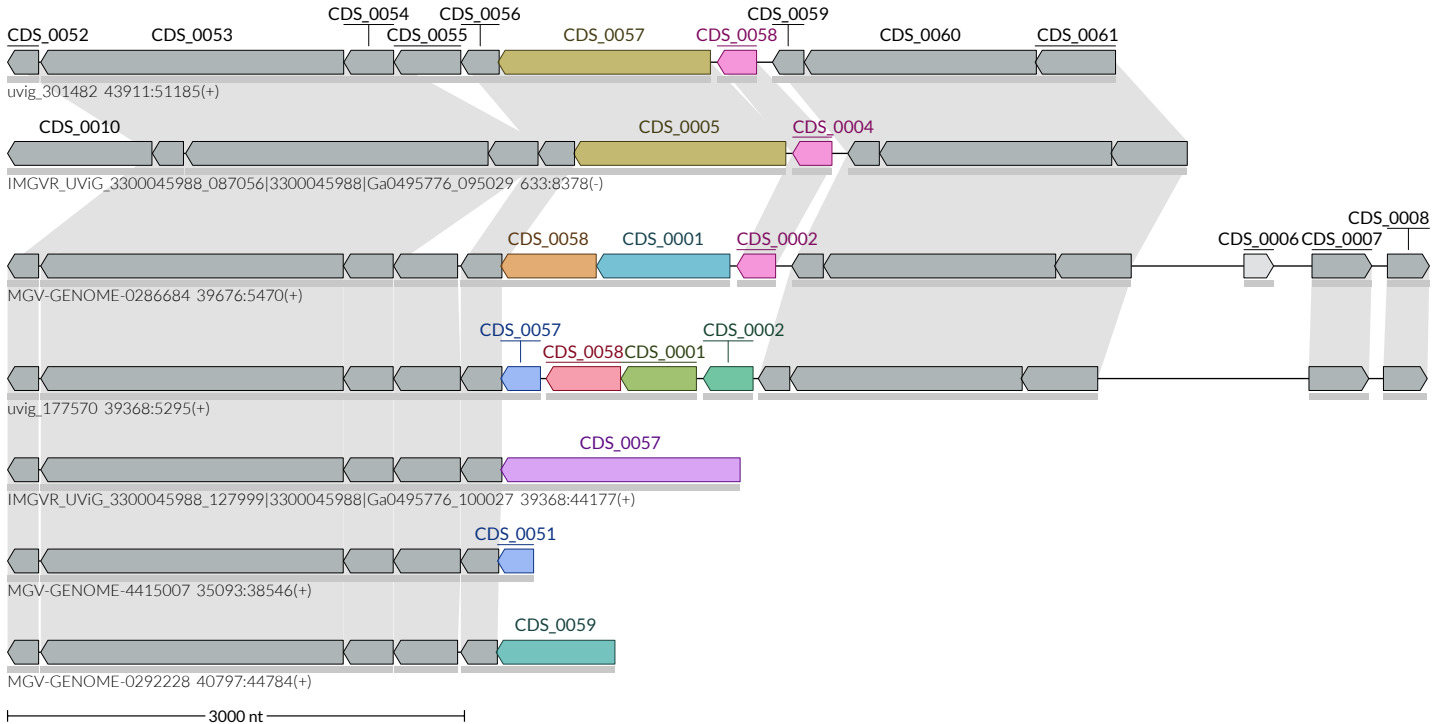 CDS_0054 CDS_0056 CDS_0059
CDS_0052 CDS_0053 CDS_0055 CDS_0057 CDS_0058 CDS_0060 CDS_0061
uvig_301482 43911:51185(+)
CDS_0010 CDS_0005 CDS_0004
IMGVR_UViG_3300045988_087056|3300045988|Ga0495776_095029 633:8378(-)
CDS_0008
CDS_0058 CDS_0001 CDS_0002 CDS_0006 CDS_0007
MGV-GENOME-0286684 39676:5470(+)
CDS_0057 CDS_0002
CDS_0058 CDS_0001
uvig_177570 39368:5295(+)
CDS_0057
IMGVR_UViG_3300045988_127999|3300045988|Ga0495776_100027 39368:44177(+)
CDS_0051
MGV-GENOME-4415007 35093:38546(+)
CDS_0059
MGV-GENOME-0292228 40797:44784(+)
3000 nt